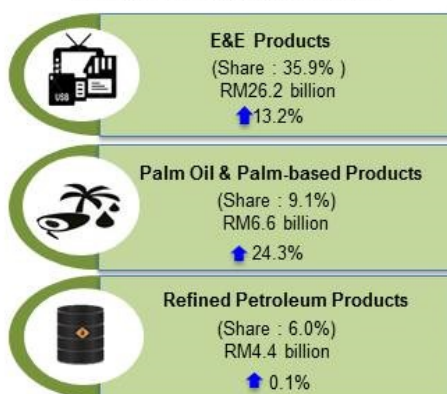 E&E Products
(Share : 35.9% )
RM26.2 billion
13.2%
USB
Palm Oil & Palm-based Products
(Share : 9.1%)
RM6.6 billion
24.3%
Refined Petroleum Products
(Share : 6.0%)
RM4.4 billion
0.1%